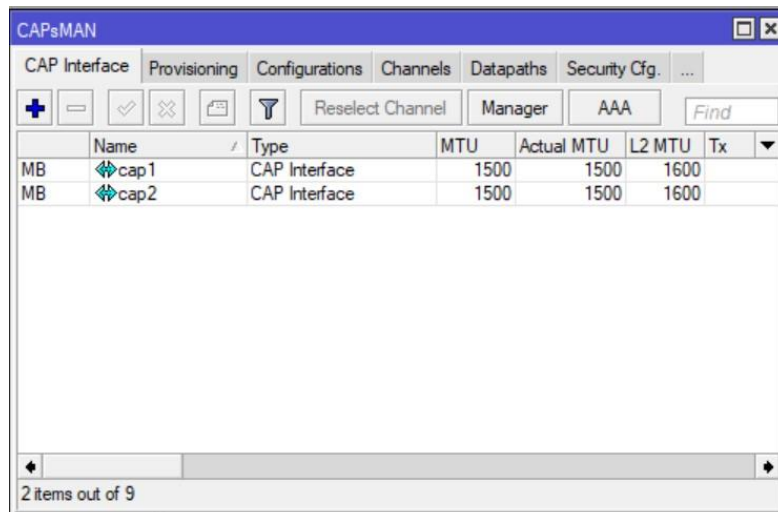 CAPsMAN
CAP Interface Provisioning Configurations Channels Datapaths Security Cfg. ...
Reselect Channel Manager AAA Find
Name Type MTU Actual MTU L2 MTU Tx
MB cap1 CAP Interface 1500 1500 1600
MB cap2 CAP Interface 1500 1500 1600
2 items out of 9